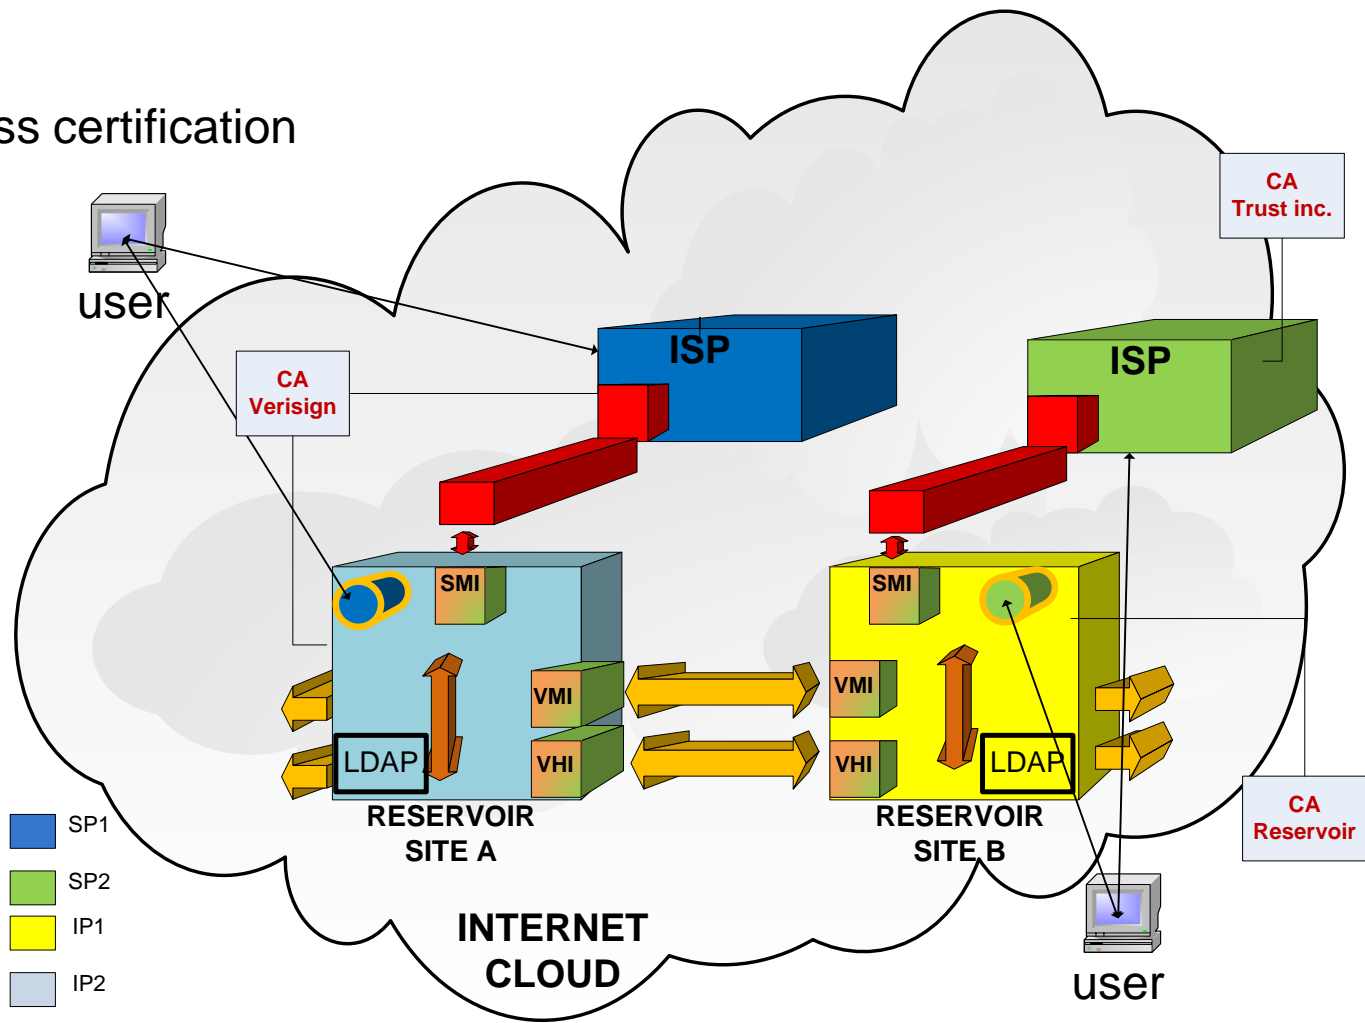 ss certification
CA
Trust inc.
user
ISP
ISP
CA
Verisign
SMI
SMI
VMI
VMI
LDAP
VHI
VHI
LDAP
RESERVOIR
SITE A
RESERVOIR
SITE B
CA
Reservoir
SP1
SP2
IP1
IP2
INTERNET
CLOUD
user